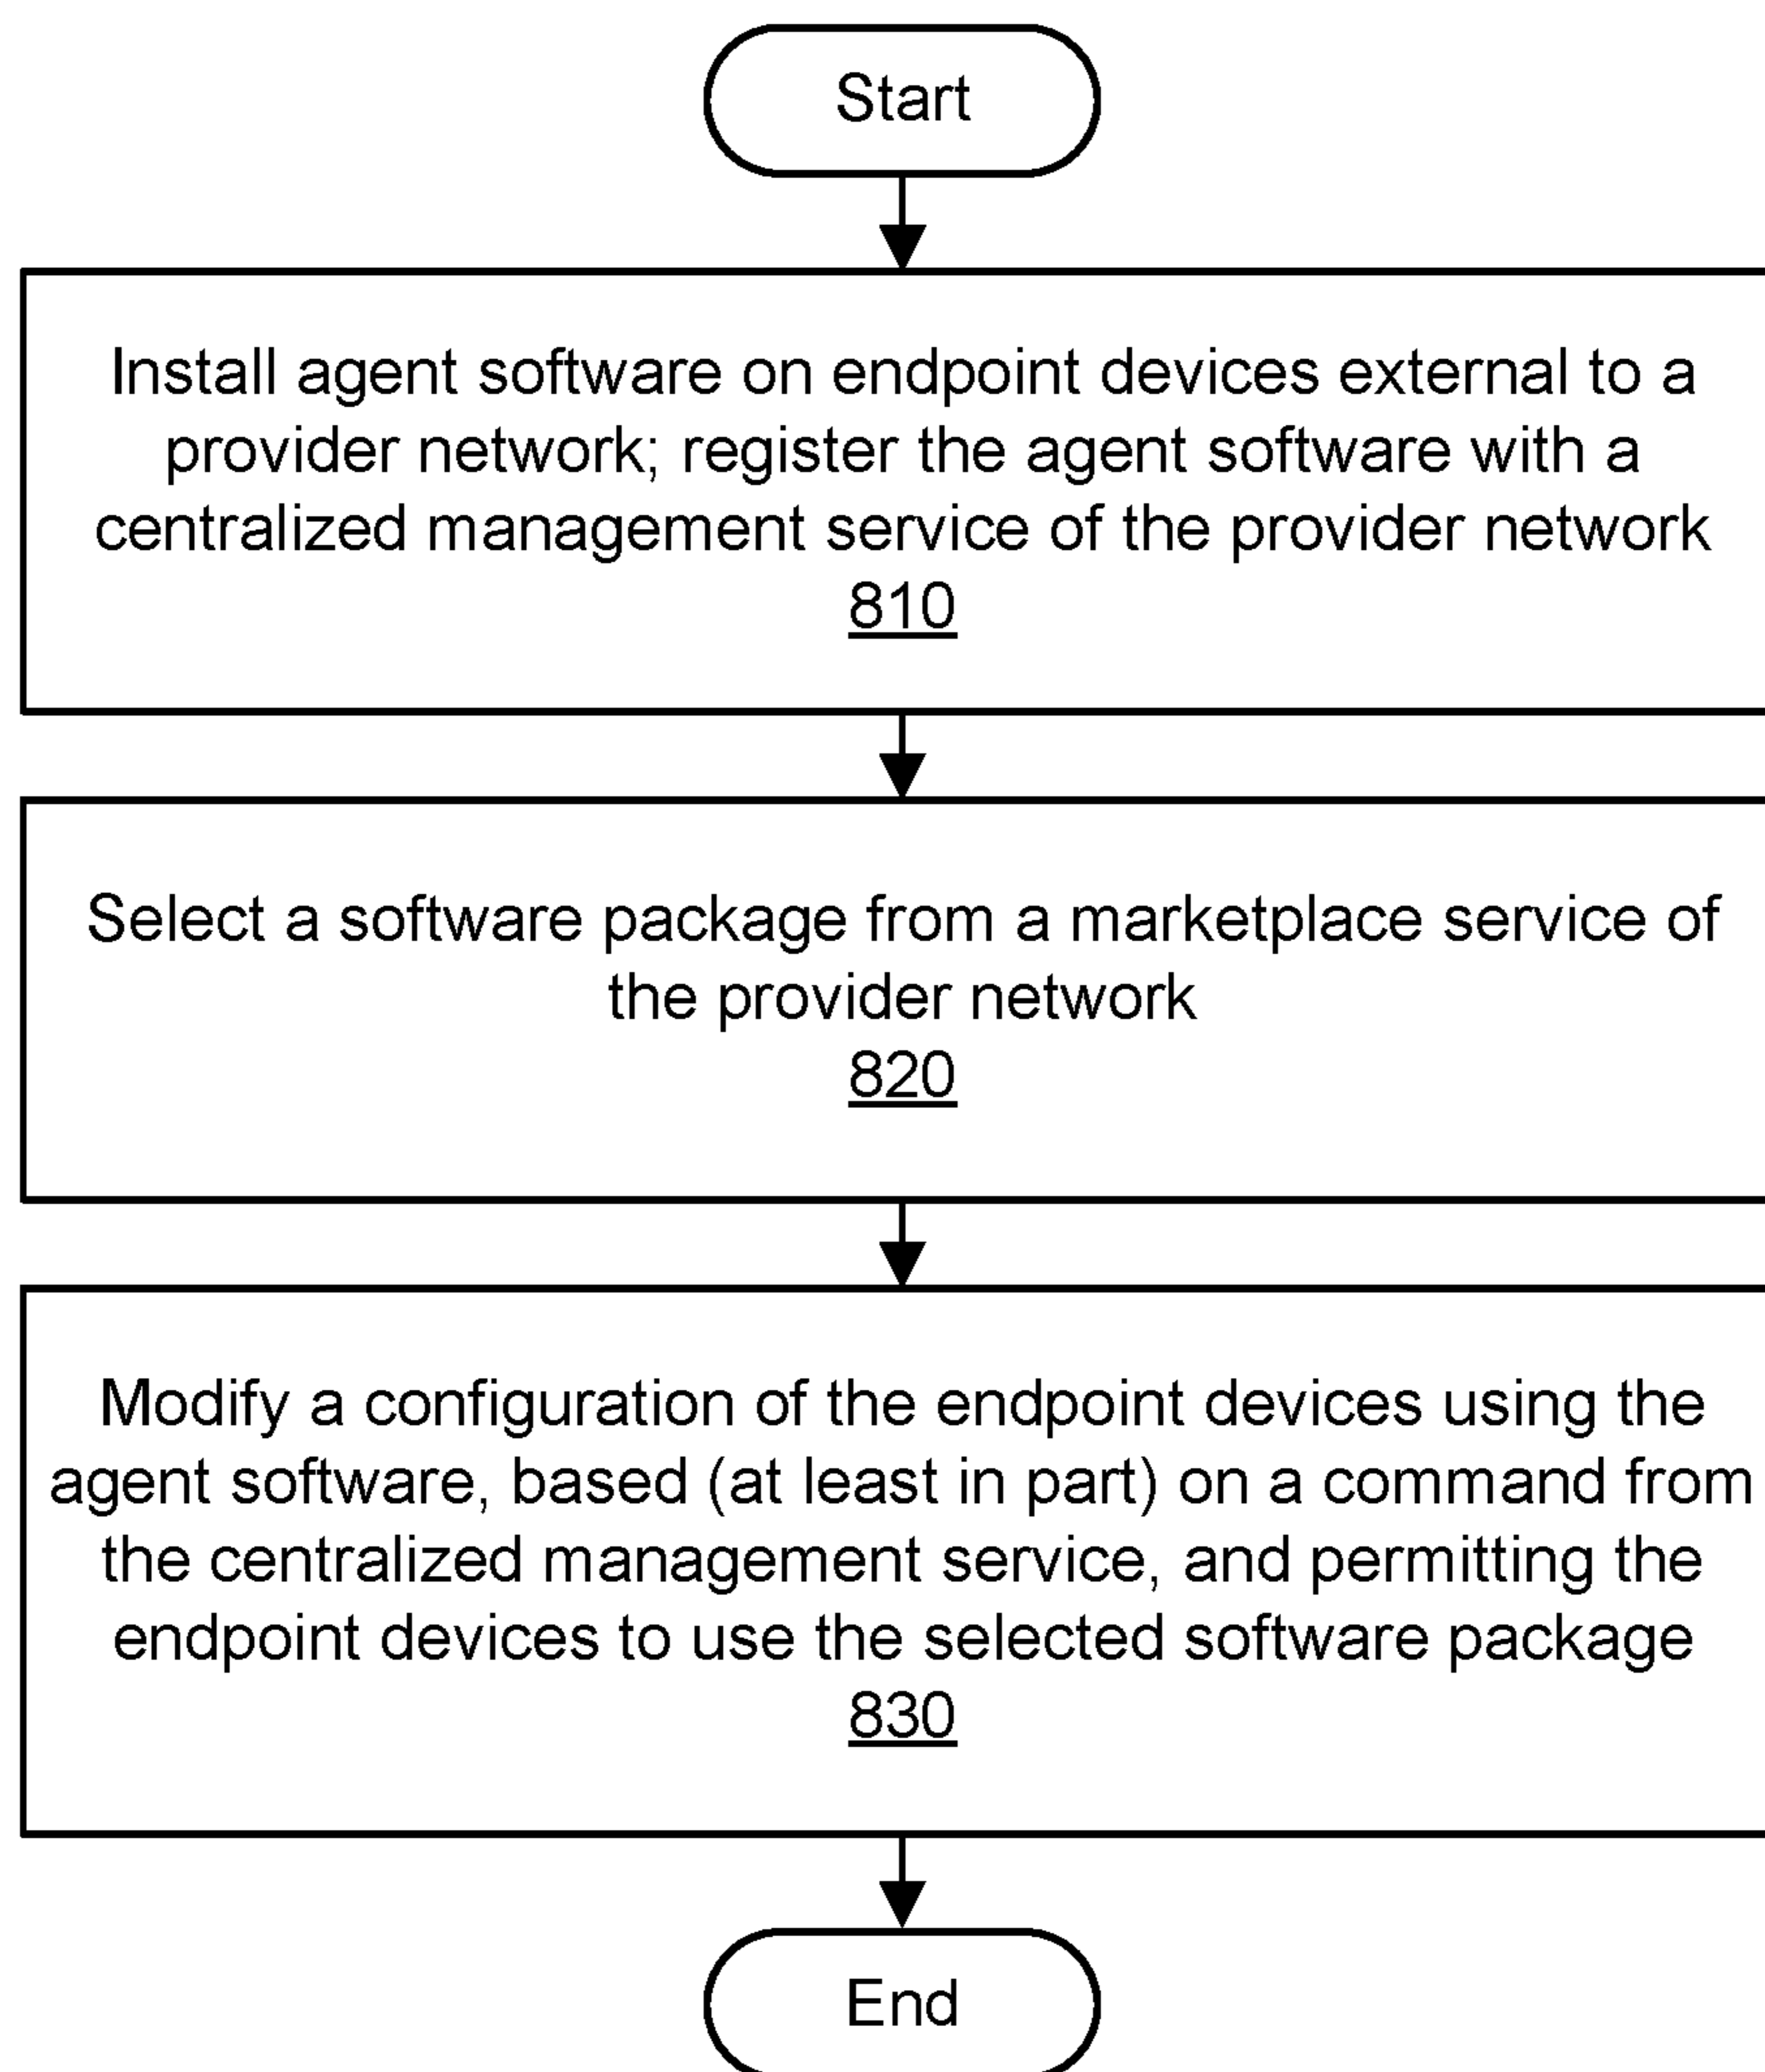 Start
Install agent software on endpoint devices external to a
provider network; register the agent software with a
centralized management service of the provider network
810
Select a software package from a marketplace service of
the provider network
820
Modify a configuration of the endpoint devices using the
agent software, based (at least in part) on a command from
the centralized management service, and permitting the
endpoint devices to use the selected software package
830
End